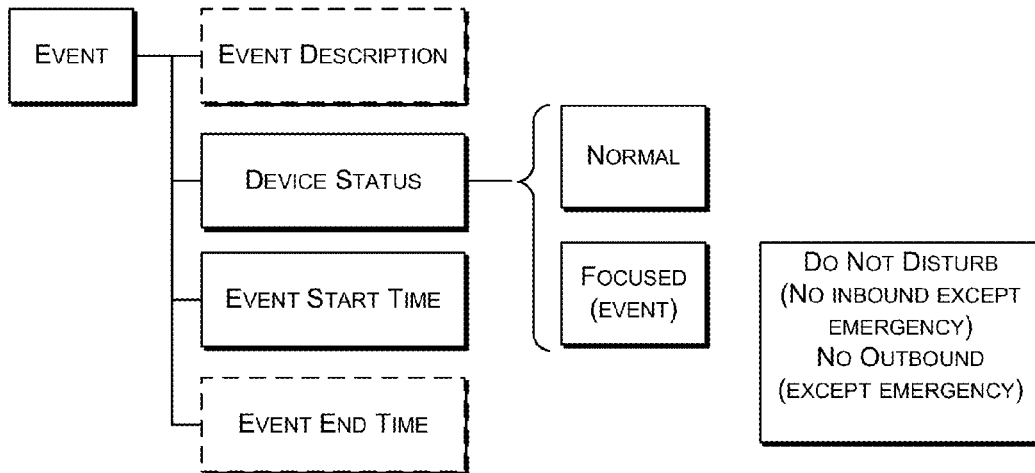 EVENT
EVENT DESCRIPTION
DEVICE STATUS
NORMAL
EVENT START TIME
FOCUSED
(EVENT)
DO NOT DISTURB
(NO INBOUND EXCEPT
EMERGENCY)
NO OUTBOUND
(EXCEPT EMERGENCY)
EVENT END TIME